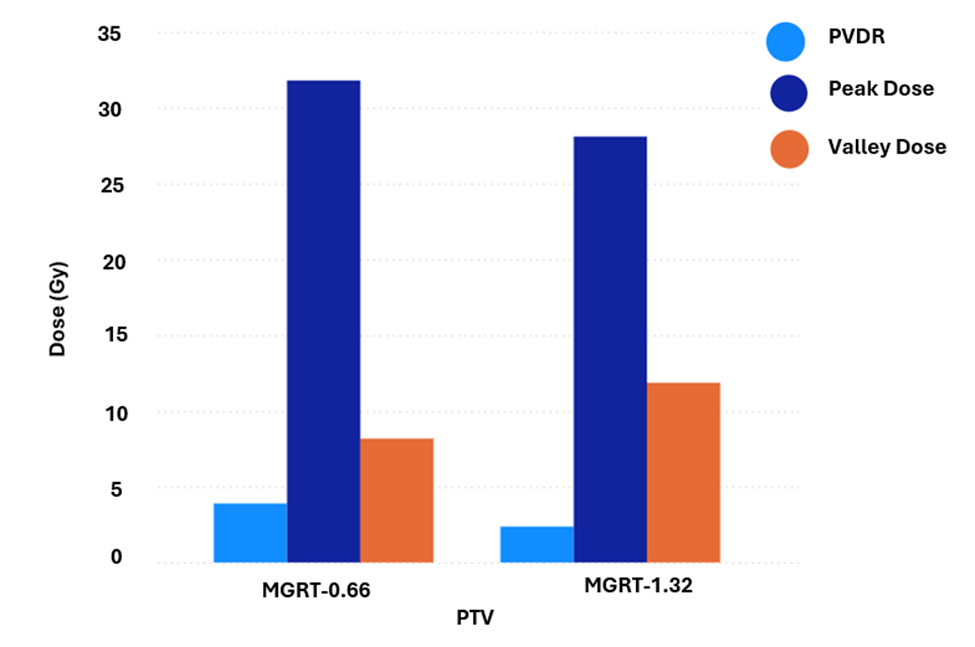 35
30
25
20
15
10
5
0
Dose (Gy)
MGRT-0.66
MGRT-1.32
PTV
PVDR
Peak Dose
Valley Dose